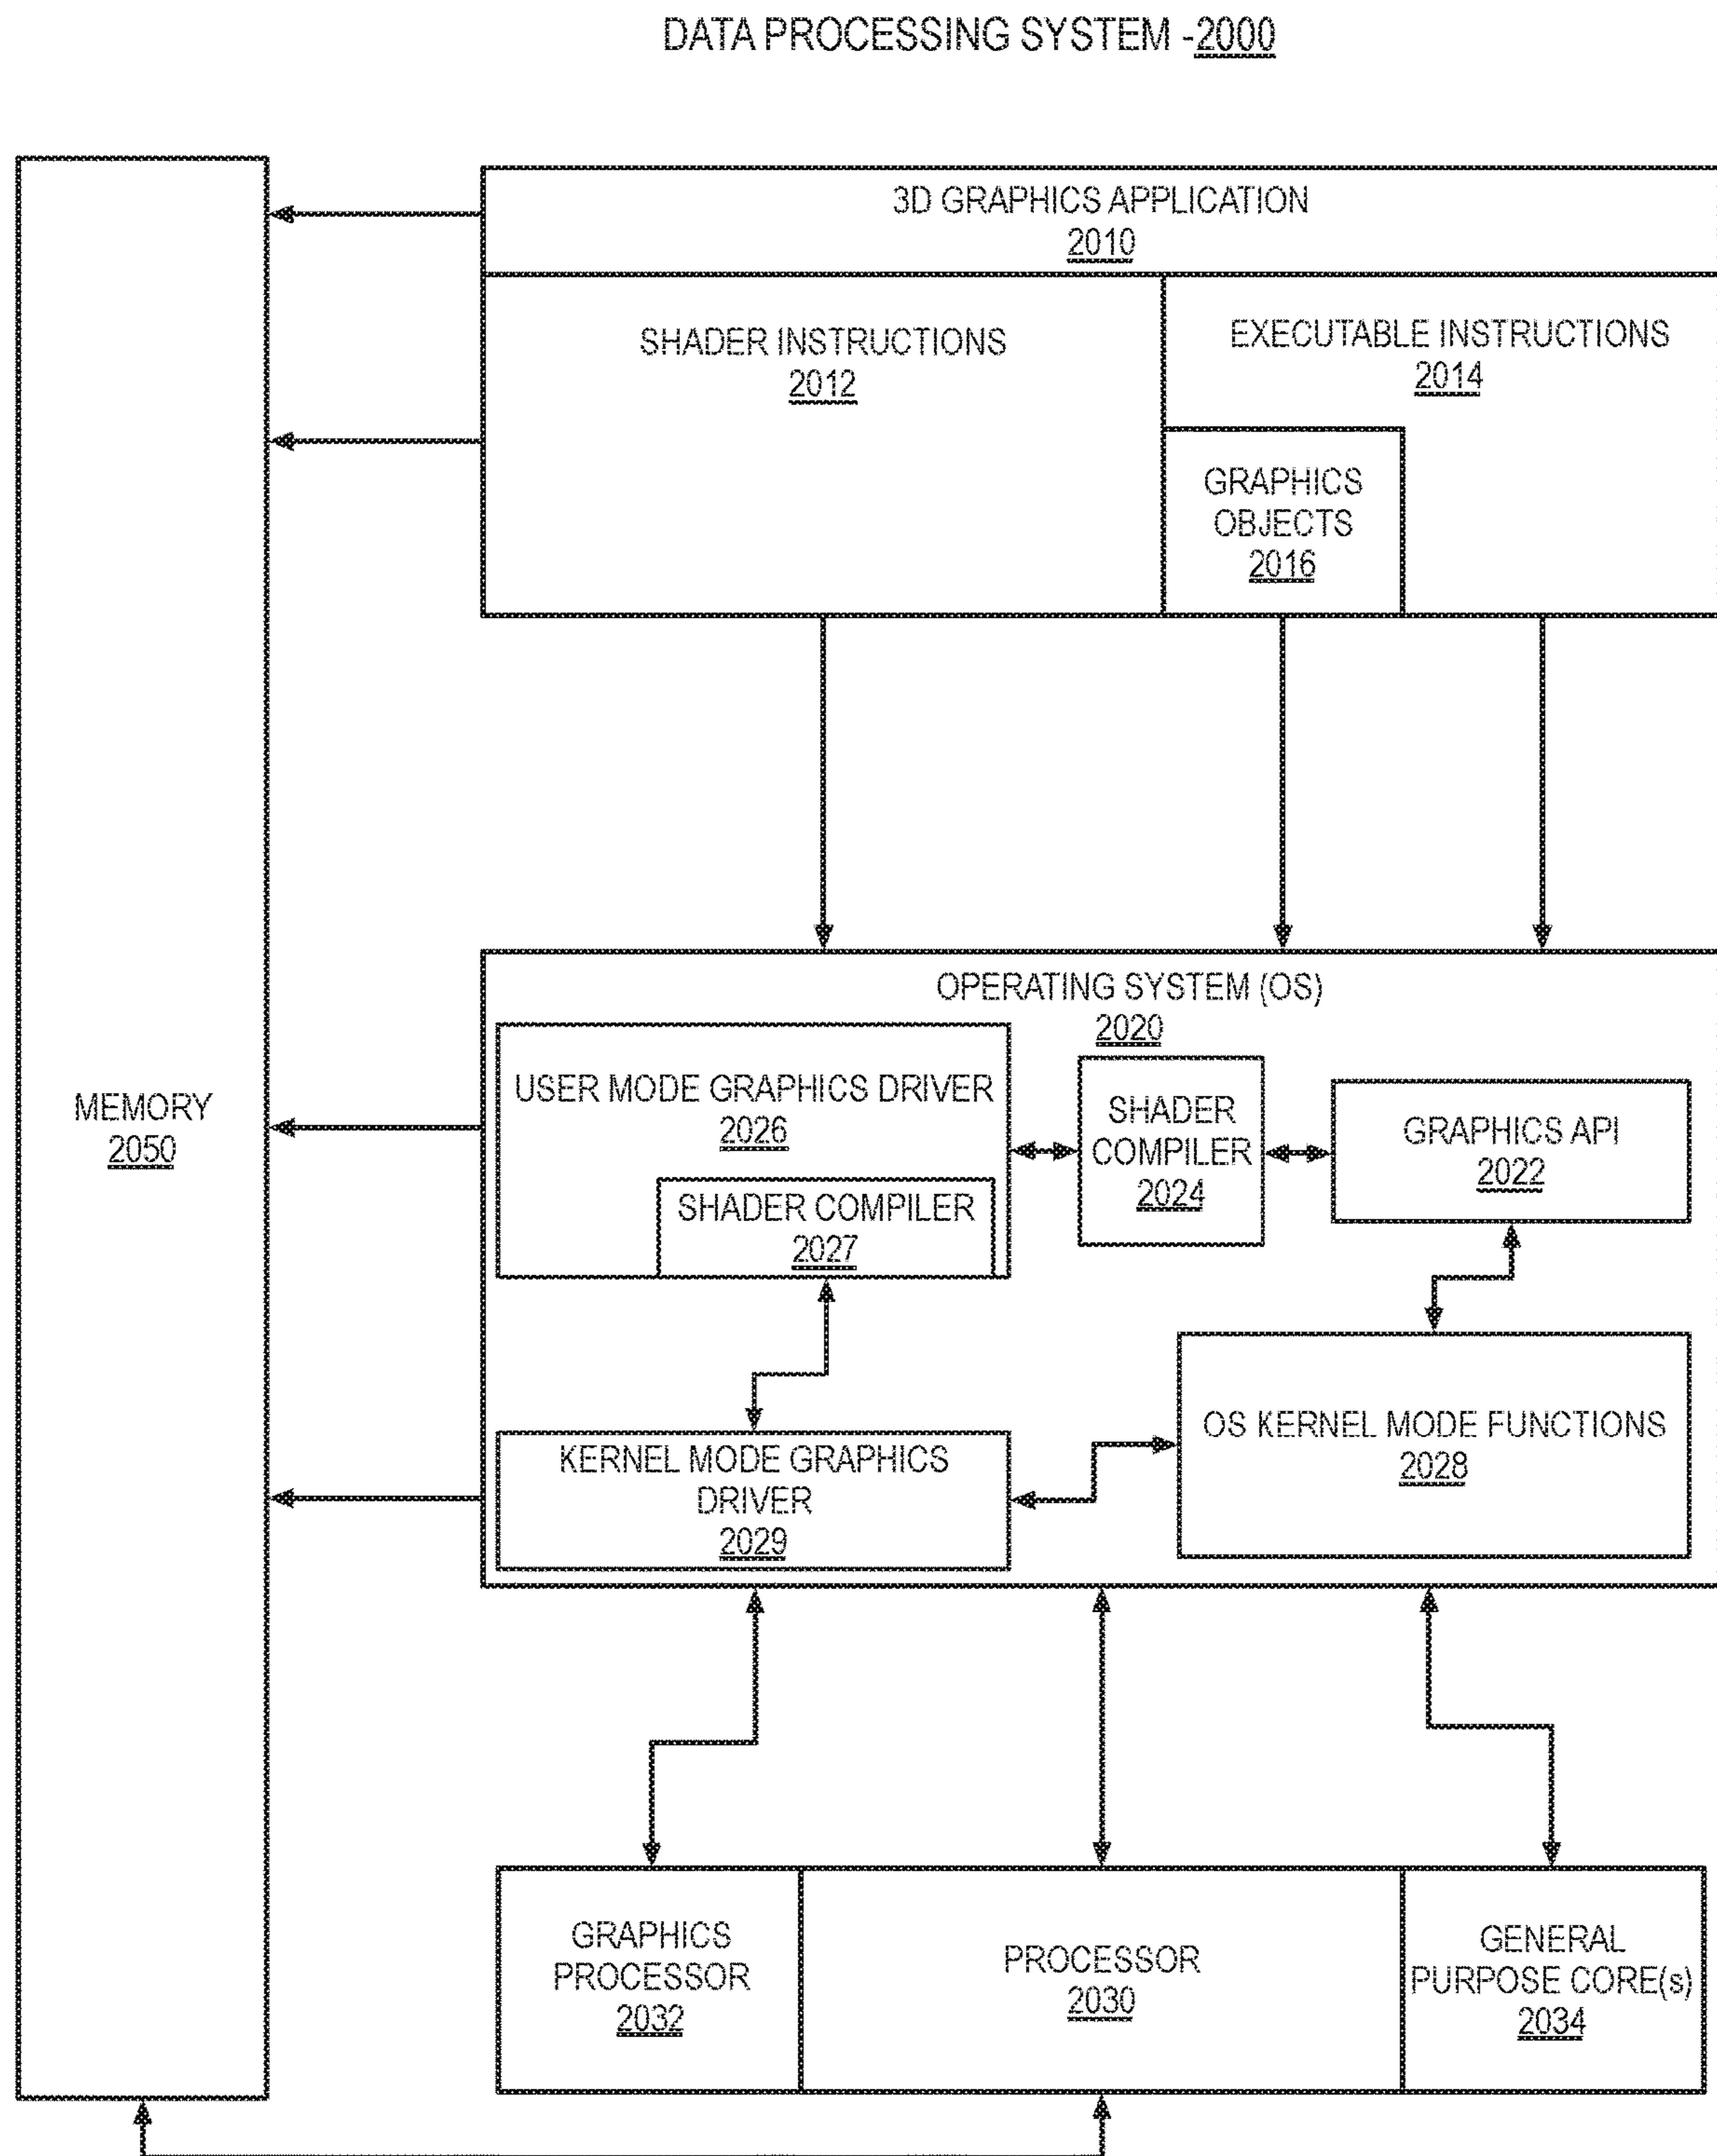 DATA PROCESSING SYSTEM -2000
3D GRAPHICS APPLICATION
2010
SHADER INSTRUCTIONS
2012
EXECUTABLE INSTRUCTIONS
2014
GRAPHICS
OBJECTS
2016
MEMORY
2050
OPERATING SYSTEM (OS)
2020
USER MODE GRAPHICS DRIVER
2026
SHADER COMPILER
2027
SHADER
COMPILER
2024
GRAPHICS API
2022
KERNEL MODE GRAPHICS
DRIVER
2029
OS KERNEL MODE FUNCTIONS
2028
GRAPHICS
PROCESSOR
2032
PROCESSOR
2030
GENERAL
PURPOSE CORE(s)
2034